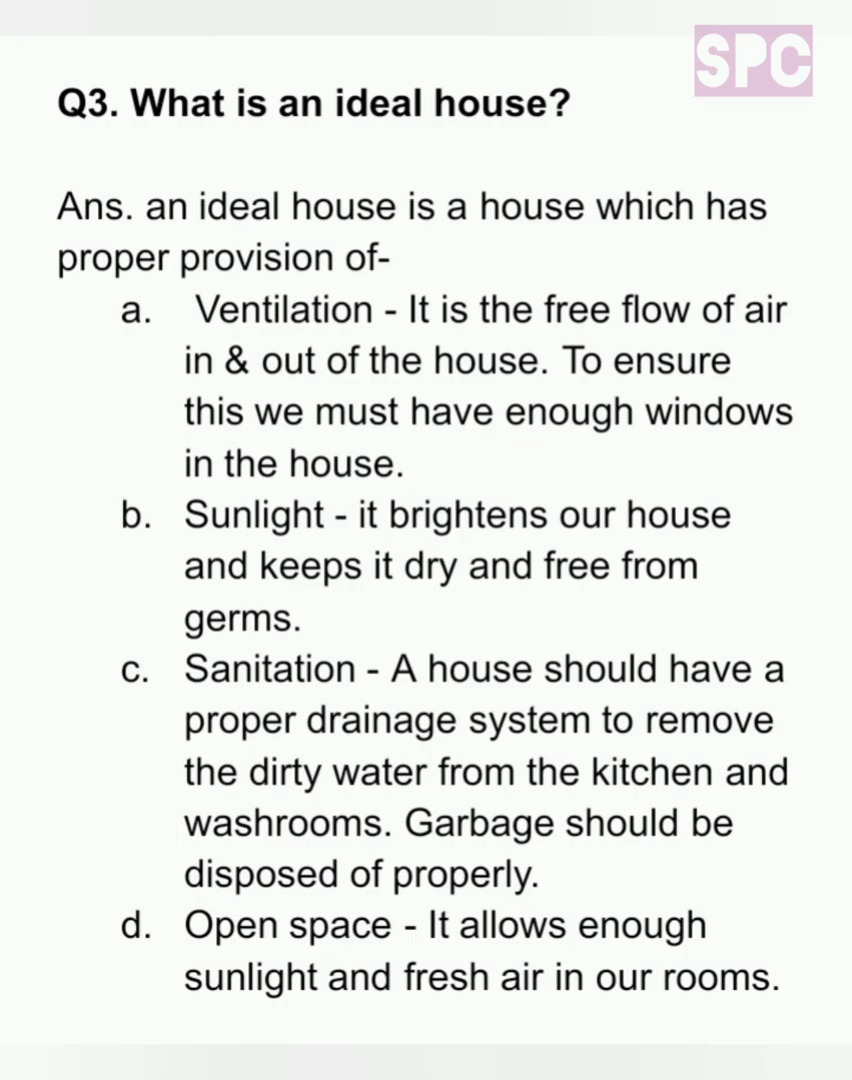 SPC
Q3. What is an ideal house?
Ans. an ideal house is a house which has
proper provision of-
a. Ventilation - It is the free flow of air
in & out of the house. To ensure
this we must have enough windows
in the house.
b. Sunlight - it brightens our house
and keeps it dry and free from
germs.
c. Sanitation - A house should have a
proper drainage system to remove
the dirty water from the kitchen and
washrooms. Garbage should be
disposed of properly.
d. Open space - It allows enough
sunlight and fresh air in our rooms.